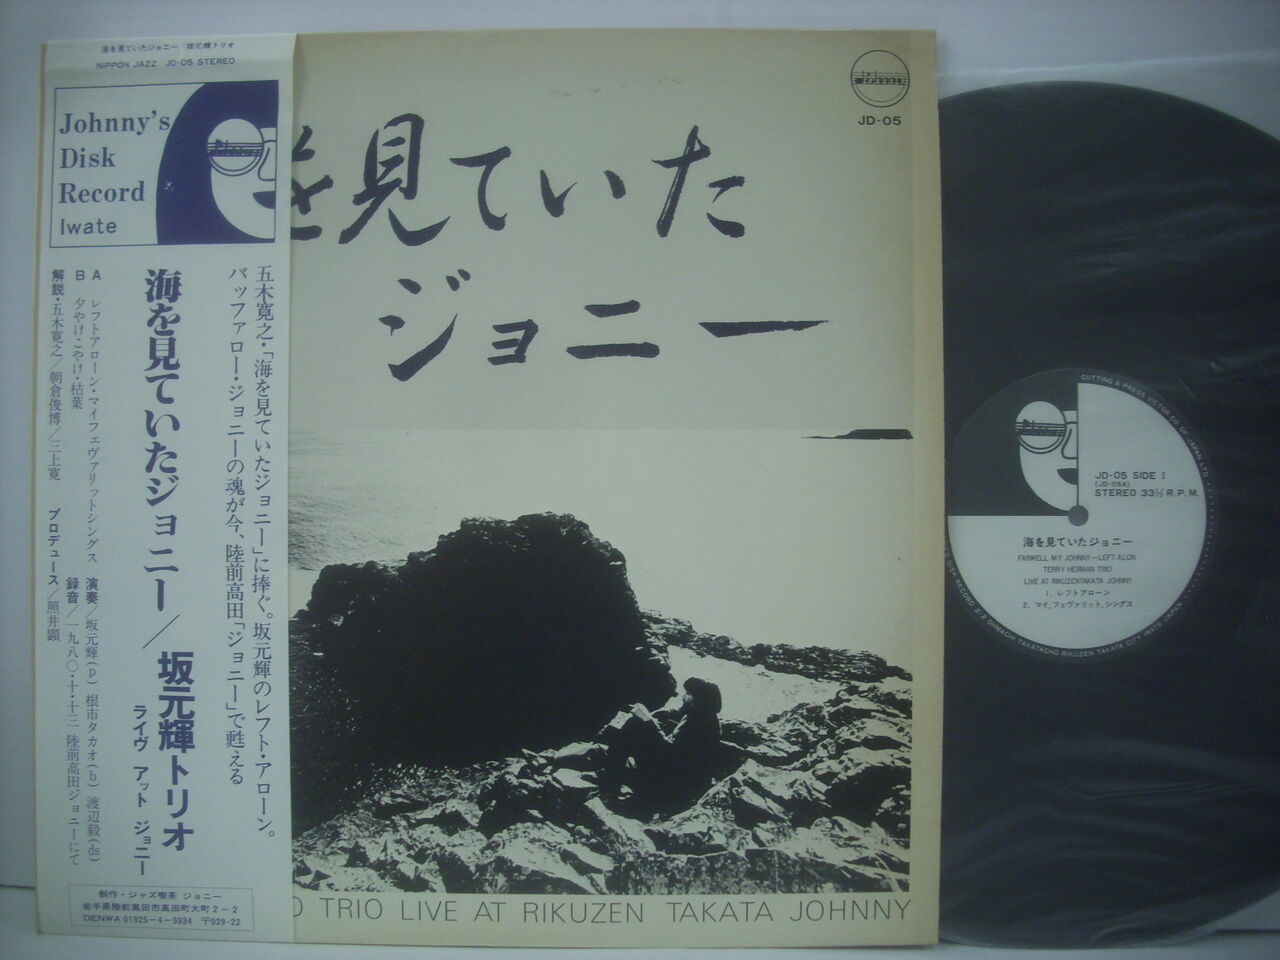 海を見ていたジョニー 坂元輝トリオ
NIPPON JAZZ JD-05 STEREO
Johnny's
Disk
Record
Iwate
五木寛之・「海を見ていたジョニー」に捧ぐ。坂元輝のレフト・アローン。
バッファロー・ジョニーの魂が今、陸前高田「ジョニー」で甦える
海を見ていたジョニー/坂元輝トリオ
ライヴ アット ジョニー
A レフトアローン・マイフェヴァリットシングス
B 夕やけこやけ・枯葉
解説・五木寛之/朝倉俊博/三上寛
演奏/坂元輝(p) 根市タカオ(b) 渡辺毅(ds)
録音/一九八〇・十・十三 陸前高田ジョニーにて
プロデュース/照井顕
制作・ジャズ喫茶 ジョニー
岩手県陸前高田市高田町大町2-2
DENWA 01925-4-3934 〒029-22
JD-05
を見ていた
ジョニー
O TRIO LIVE AT RIKUZEN TAKATA JOHNNY
CUTTING & PRESS VICTOR CO. OF JAPAN LTD.
JD-05 SIDE 1
(JD-05A)
STEREO 33⅓ R.P.M.
海を見ていたジョニー
FARWELL MY JOHNNY—LEFT ALON
TERRY HERMAN TRIO
LIVE AT RIKUZENTAKATA JOHNNY
1. レフトアローン
2. マイ、フェヴァリット、シングス
DISK RECORD 2-2 OHMACHI TAKATACHO RIKUZEN TAKATA CITY IWATE JAPAN